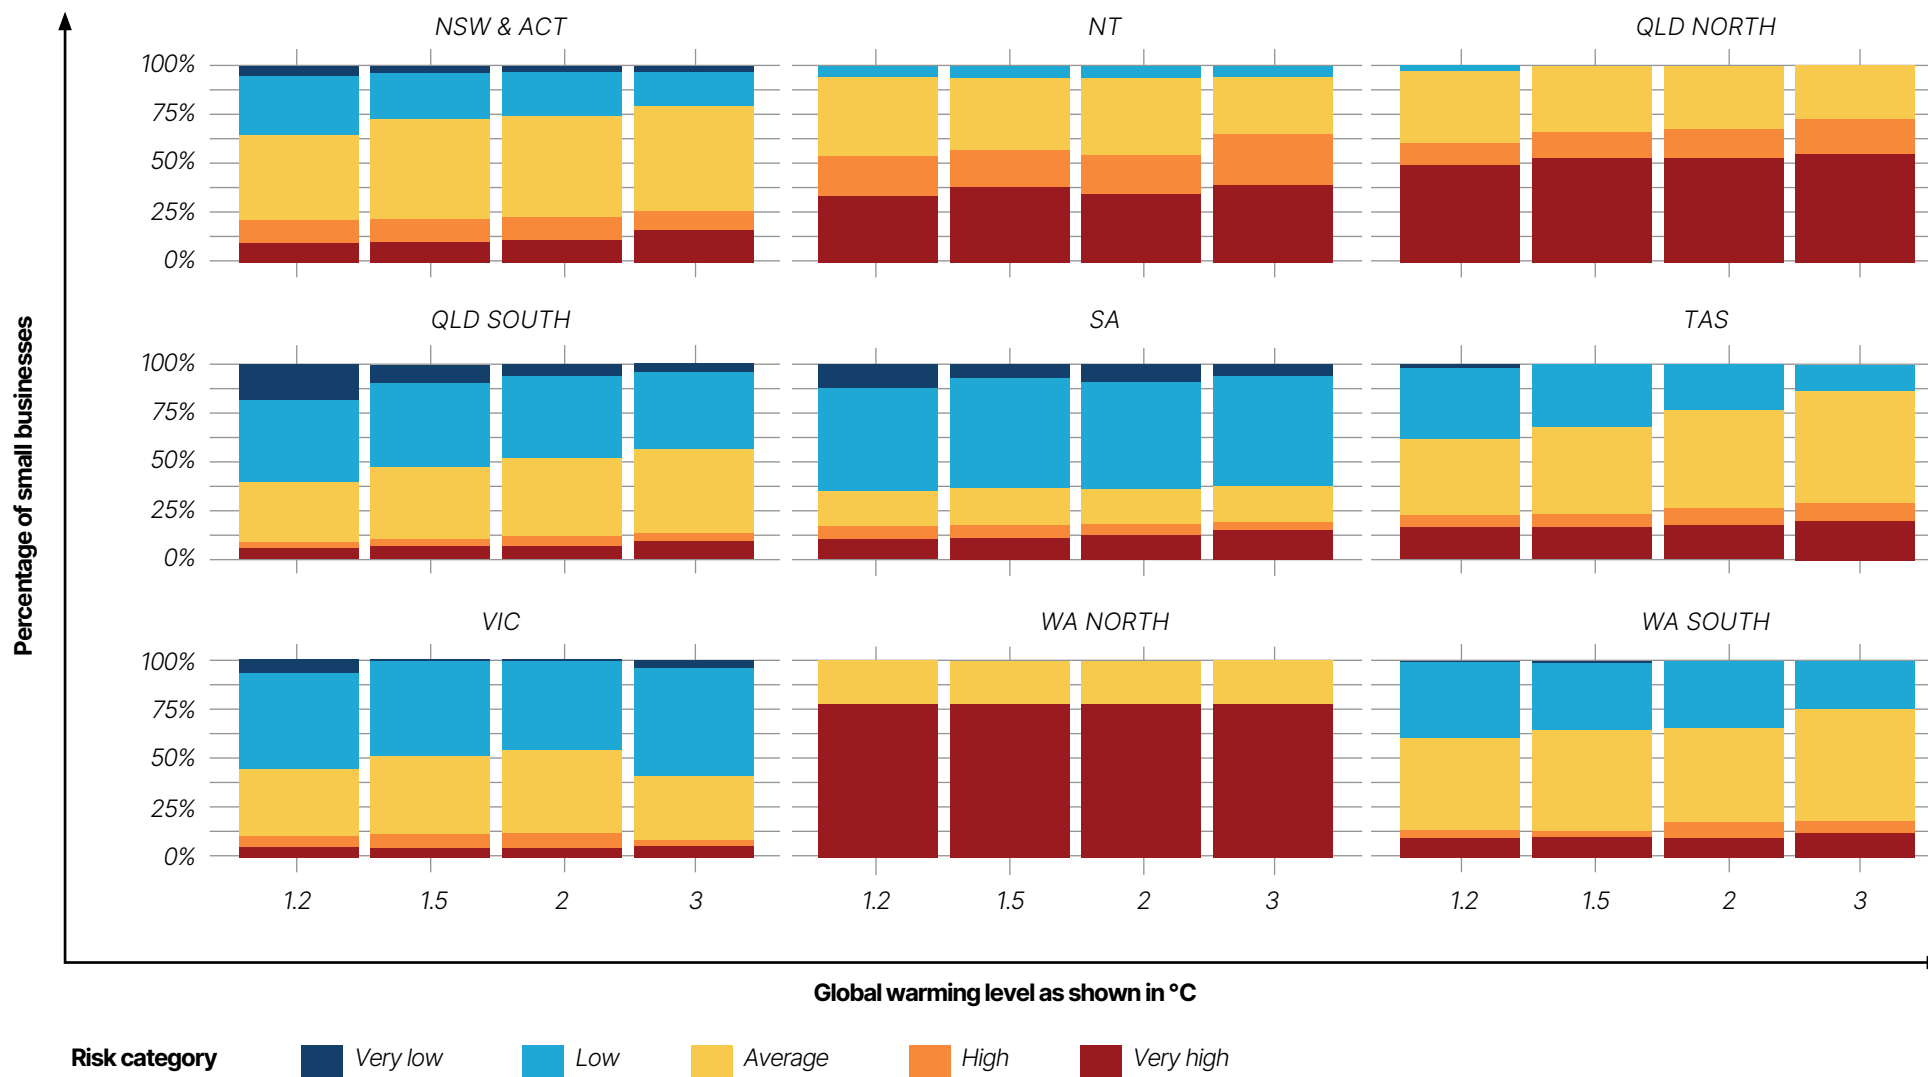 NSW & ACT NT QLD NORTH
100%
75%
50%
25%
0%
QLD SOUTH SA TAS
100%
75%
50%
25%
0%
VIC WA NORTH WA SOUTH
100%
75%
50%
25%
0%
1.2 1.5 2 3 1.2 1.5 2 3 1.2 1.5 2 3
Percentage of small businesses
Global warming level as shown in °C
Risk category Very low Low Average High Very high